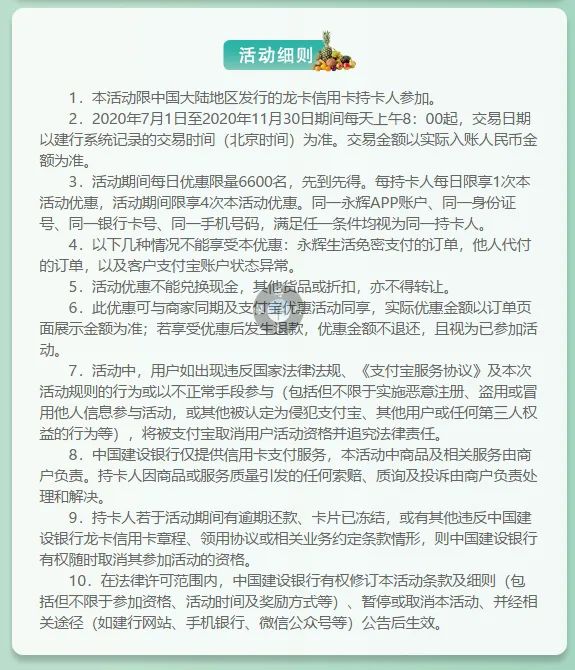 活动细则
1．本活动限中国大陆地区发行的龙卡信用卡持卡人参加。
2．2020年7月1日至2020年11月30日期间每天上午8：00起，交易日期
以建行系统记录的交易时间（北京时间）为准。交易金额以实际入账人民币金
额为准。
3．活动期间每日优惠限量6600名，先到先得。每持卡人每日限享1次本
活动优惠，活动期间限享4次本活动优惠。同一永辉APP账户、同一身份证
号、同一银行卡号、同一手机号码，满足任一条件均视为同一持卡人。
4．以下几种情况不能享受本优惠：永辉生活免密支付的订单，他人代付
的订单，以及客户支付宝账户状态异常。
5．活动优惠不能兑换现金，其他货品或折扣，亦不得转让。
6．此优惠可与商家同期及支付宝优惠活动同享，实际优惠金额以订单页
面展示金额为准；若享受优惠后发生退款，优惠金额不退还，且视为已参加活
动。
7．活动中，用户如出现违反国家法律法规、《支付宝服务协议》及本次
活动规则的行为或以不正常手段参与（包括但不限于实施恶意注册、盗用或冒
用他人信息参与活动，或其他被认定为侵犯支付宝、其他用户或任何第三人权
益的行为等），将被支付宝取消用户活动资格并追究法律责任。
8．中国建设银行仅提供信用卡支付服务，本活动中商品及相关服务由商
户负责。持卡人因商品或服务质量引发的任何索赔、质询及投诉由商户负责处
理和解决。
9．持卡人若于活动期间有逾期还款、卡片已冻结，或有其他违反中国建
设银行龙卡信用卡章程、领用协议或相关业务约定条款情形，则中国建设银行
有权随时取消其参加活动的资格。
10．在法律许可范围内，中国建设银行有权修订本活动条款及细则（包
括但不限于参加资格、活动时间及奖励方式等）、暂停或取消本活动、并经相
关途径（如建行网站、手机银行、微信公众号等）公告后生效。